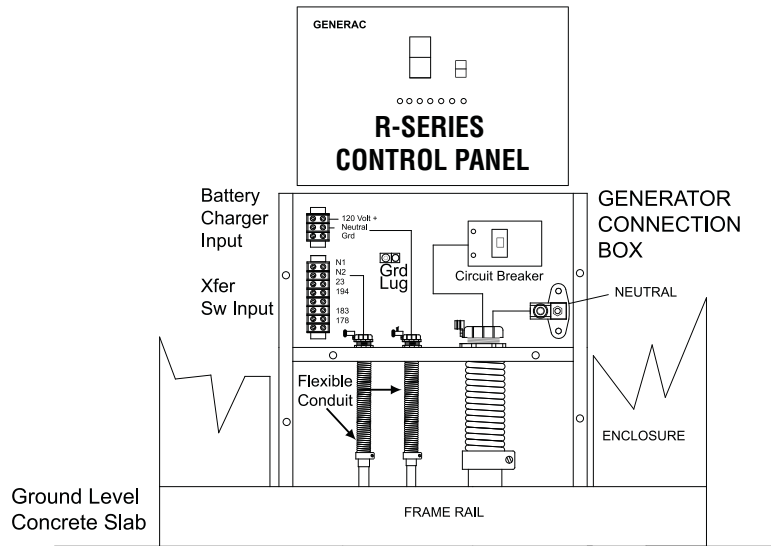 GENERAC
R-SERIES
CONTROL PANEL
Battery
Charger
Input
120 Volt +
Neutral
Grd
Xfer
Sw Input
N1
N2
23
194
183
178
Grd
Lug
Circuit Breaker
GENERATOR
CONNECTION
BOX
NEUTRAL
Flexible
Conduit
ENCLOSURE
Ground Level
Concrete Slab
FRAME RAIL